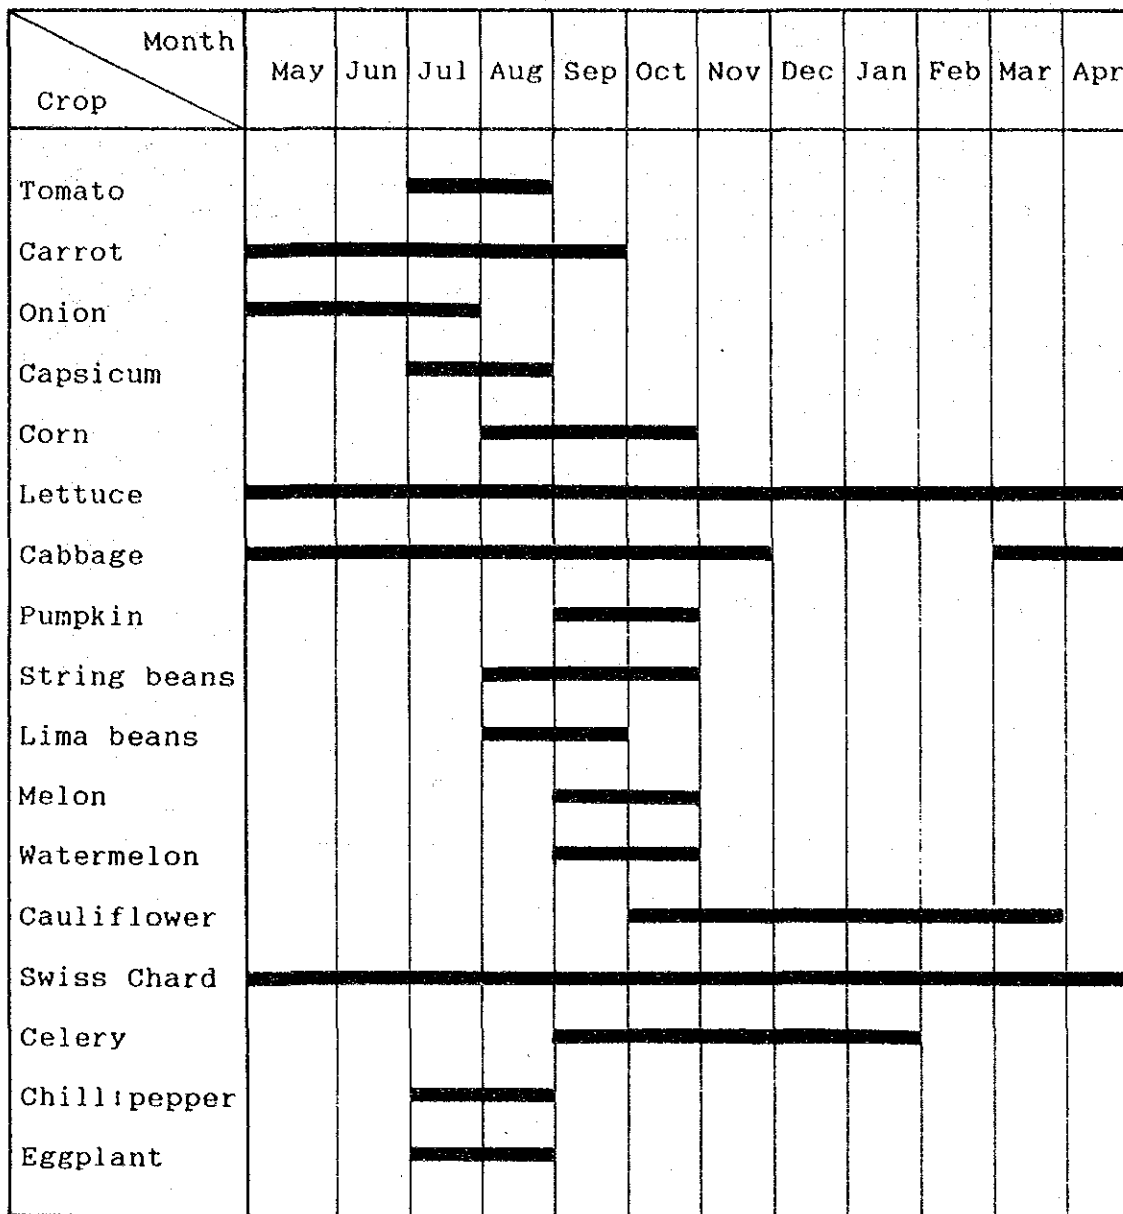 Month
May Jun Jul Aug Sep Oct Nov Dec Jan Feb Mar Apr
Crop
Tomato
Carrot
Onion
Capsicum
Corn
Lettuce
Cabbage
Pumpkin
String beans
Lima beans
Melon
Watermelon
Cauliflower
Swiss Chard
Celery
Chilli pepper
Eggplant